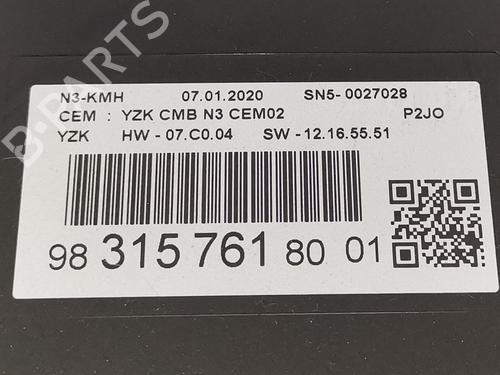 N3-KMH 07.01.2020 SN5- 0027028
CEM : YZK CMB N3 CEM02 P2JO
YZK HW - 07.C0.04 SW - 12.16.55.51
98 315 761 80 01
B-PARTS